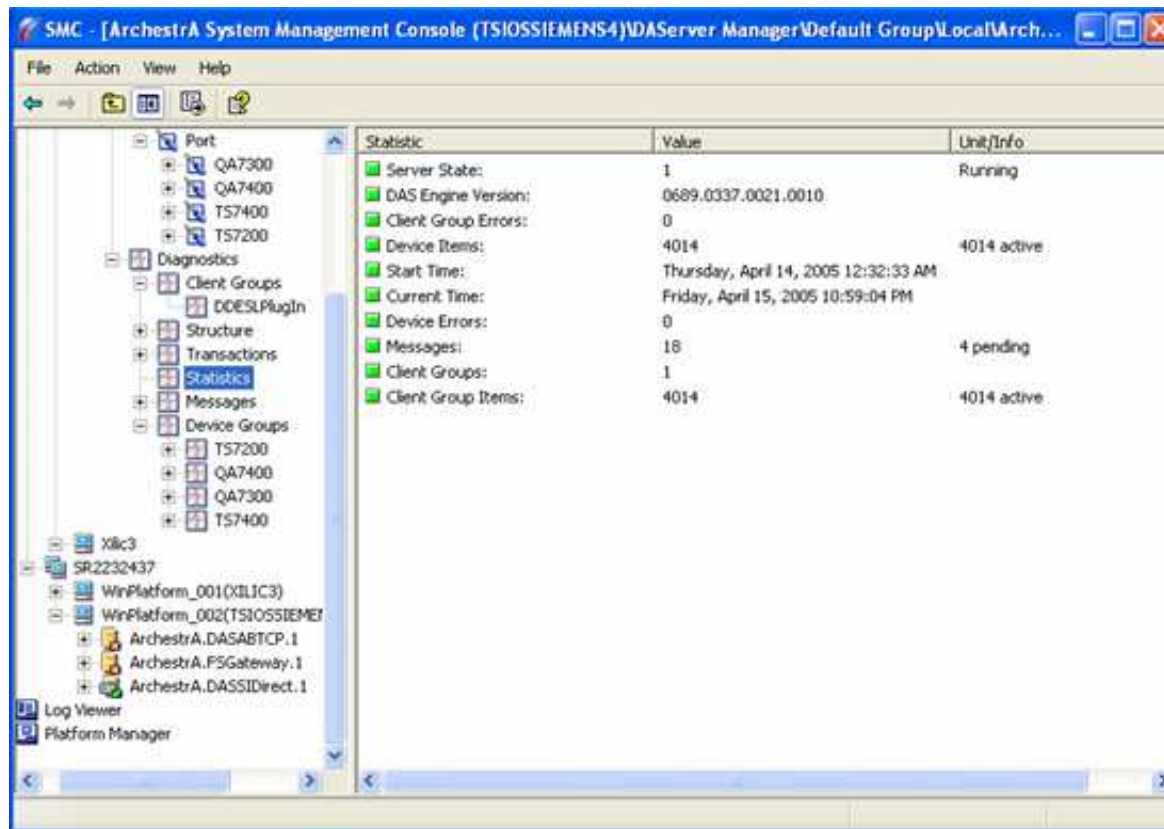 SMC - [ArchestrA System Management Console (TSIOSSIEMENS4)\DAServer Manager\Default Group\Local\Arch...
File Action View Help
Port
QA7300
QA7400
TS7400
TS7200
Diagnostics
Client Groups
DDESLPlugIn
Structure
Transactions
Statistics
Messages
Device Groups
TS7200
QA7400
QA7300
TS7400
Xilic3
SR2232437
WinPlatform_001(XILIC3)
WinPlatform_002(TSIOSSIEMEN
ArchestrA.DASABTCP.1
ArchestrA.FSGateway.1
ArchestrA.DASSIDirect.1
Log Viewer
Platform Manager
Statistic Value Unit/Info
Server State: 1 Running
DAS Engine Version: 0689.0337.0021.0010
Client Group Errors: 0
Device Items: 4014 4014 active
Start Time: Thursday, April 14, 2005 12:32:33 AM
Current Time: Friday, April 15, 2005 10:59:04 PM
Device Errors: 0
Messages: 18 4 pending
Client Groups: 1
Client Group Items: 4014 4014 active